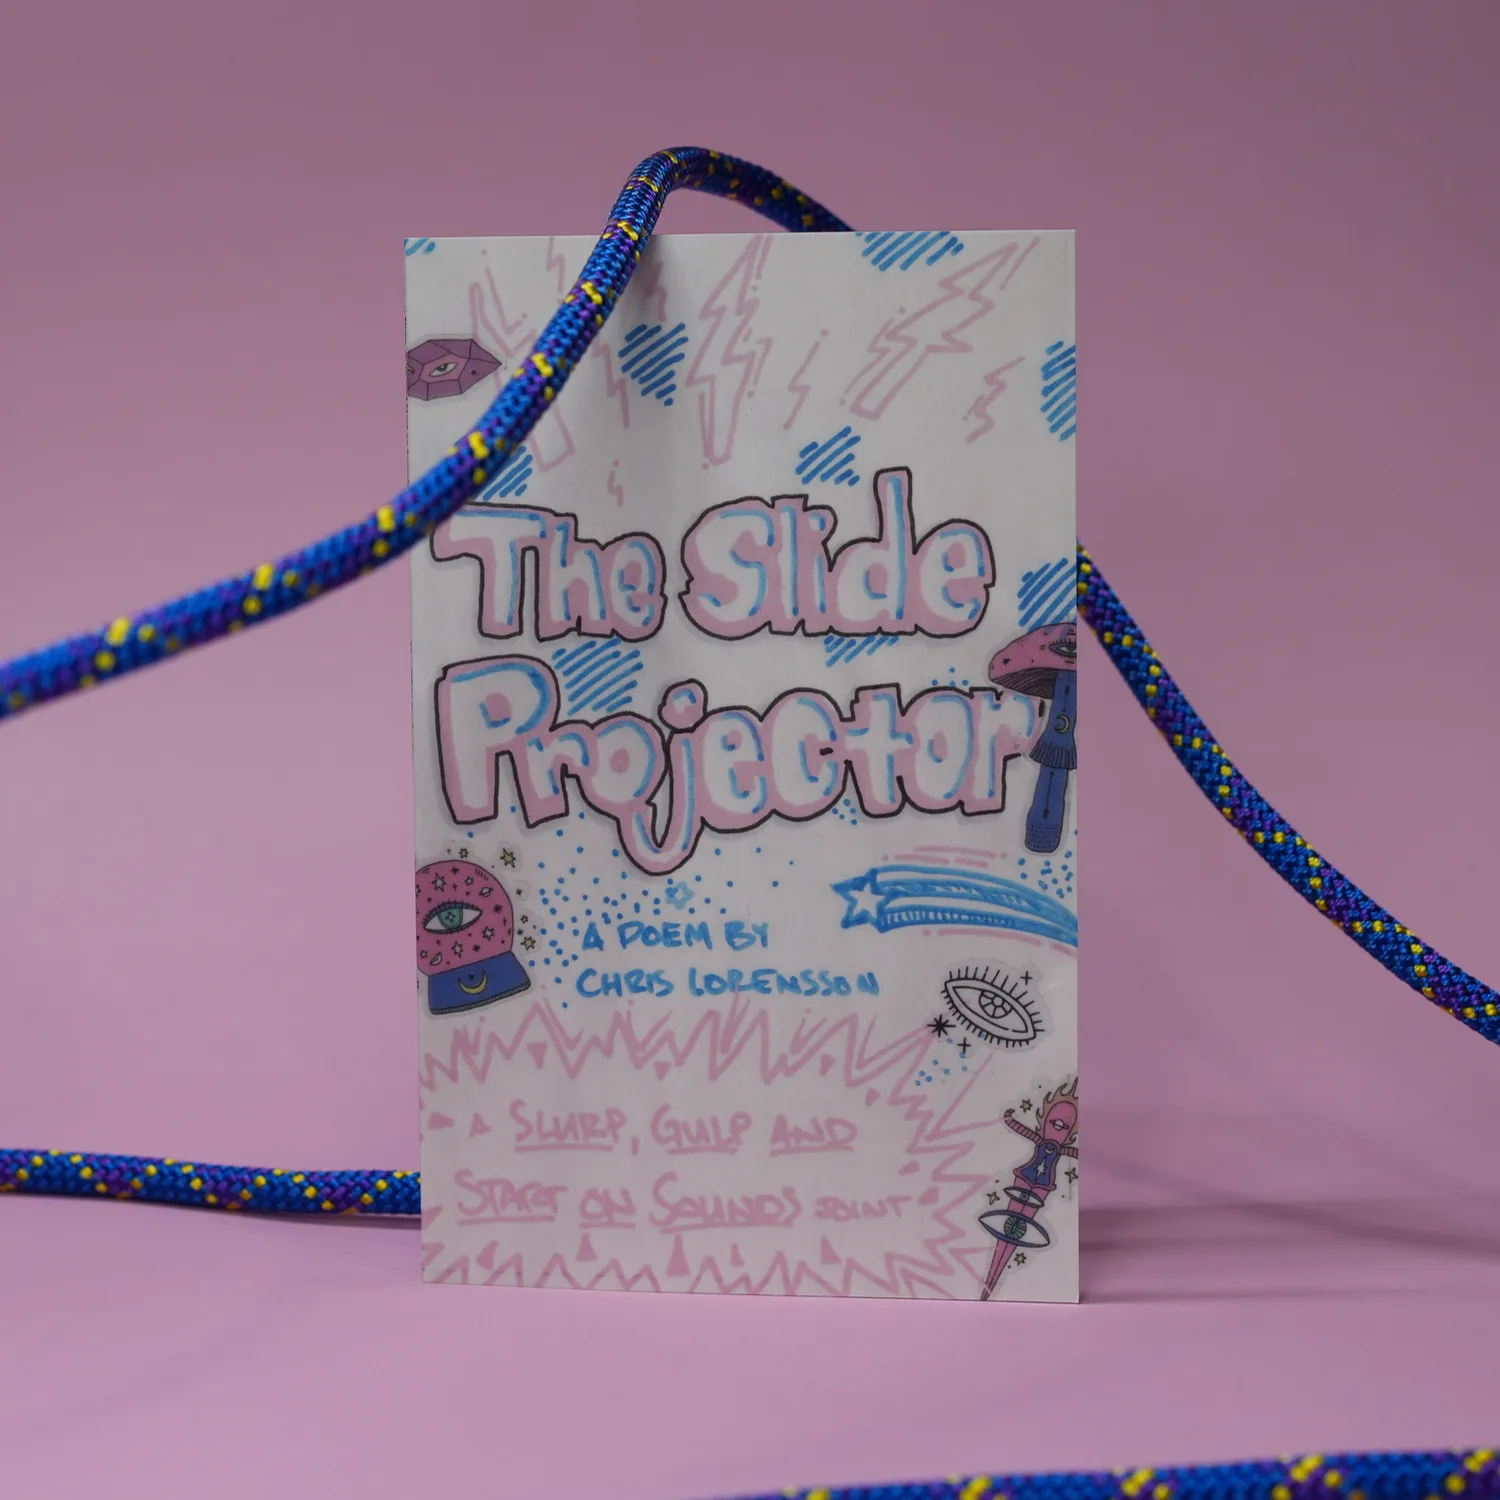 The Slide
Projector
A POEM BY
CHRIS LORENSSON
A SLURP, GULP AND
START ON SOUNDS JOINT